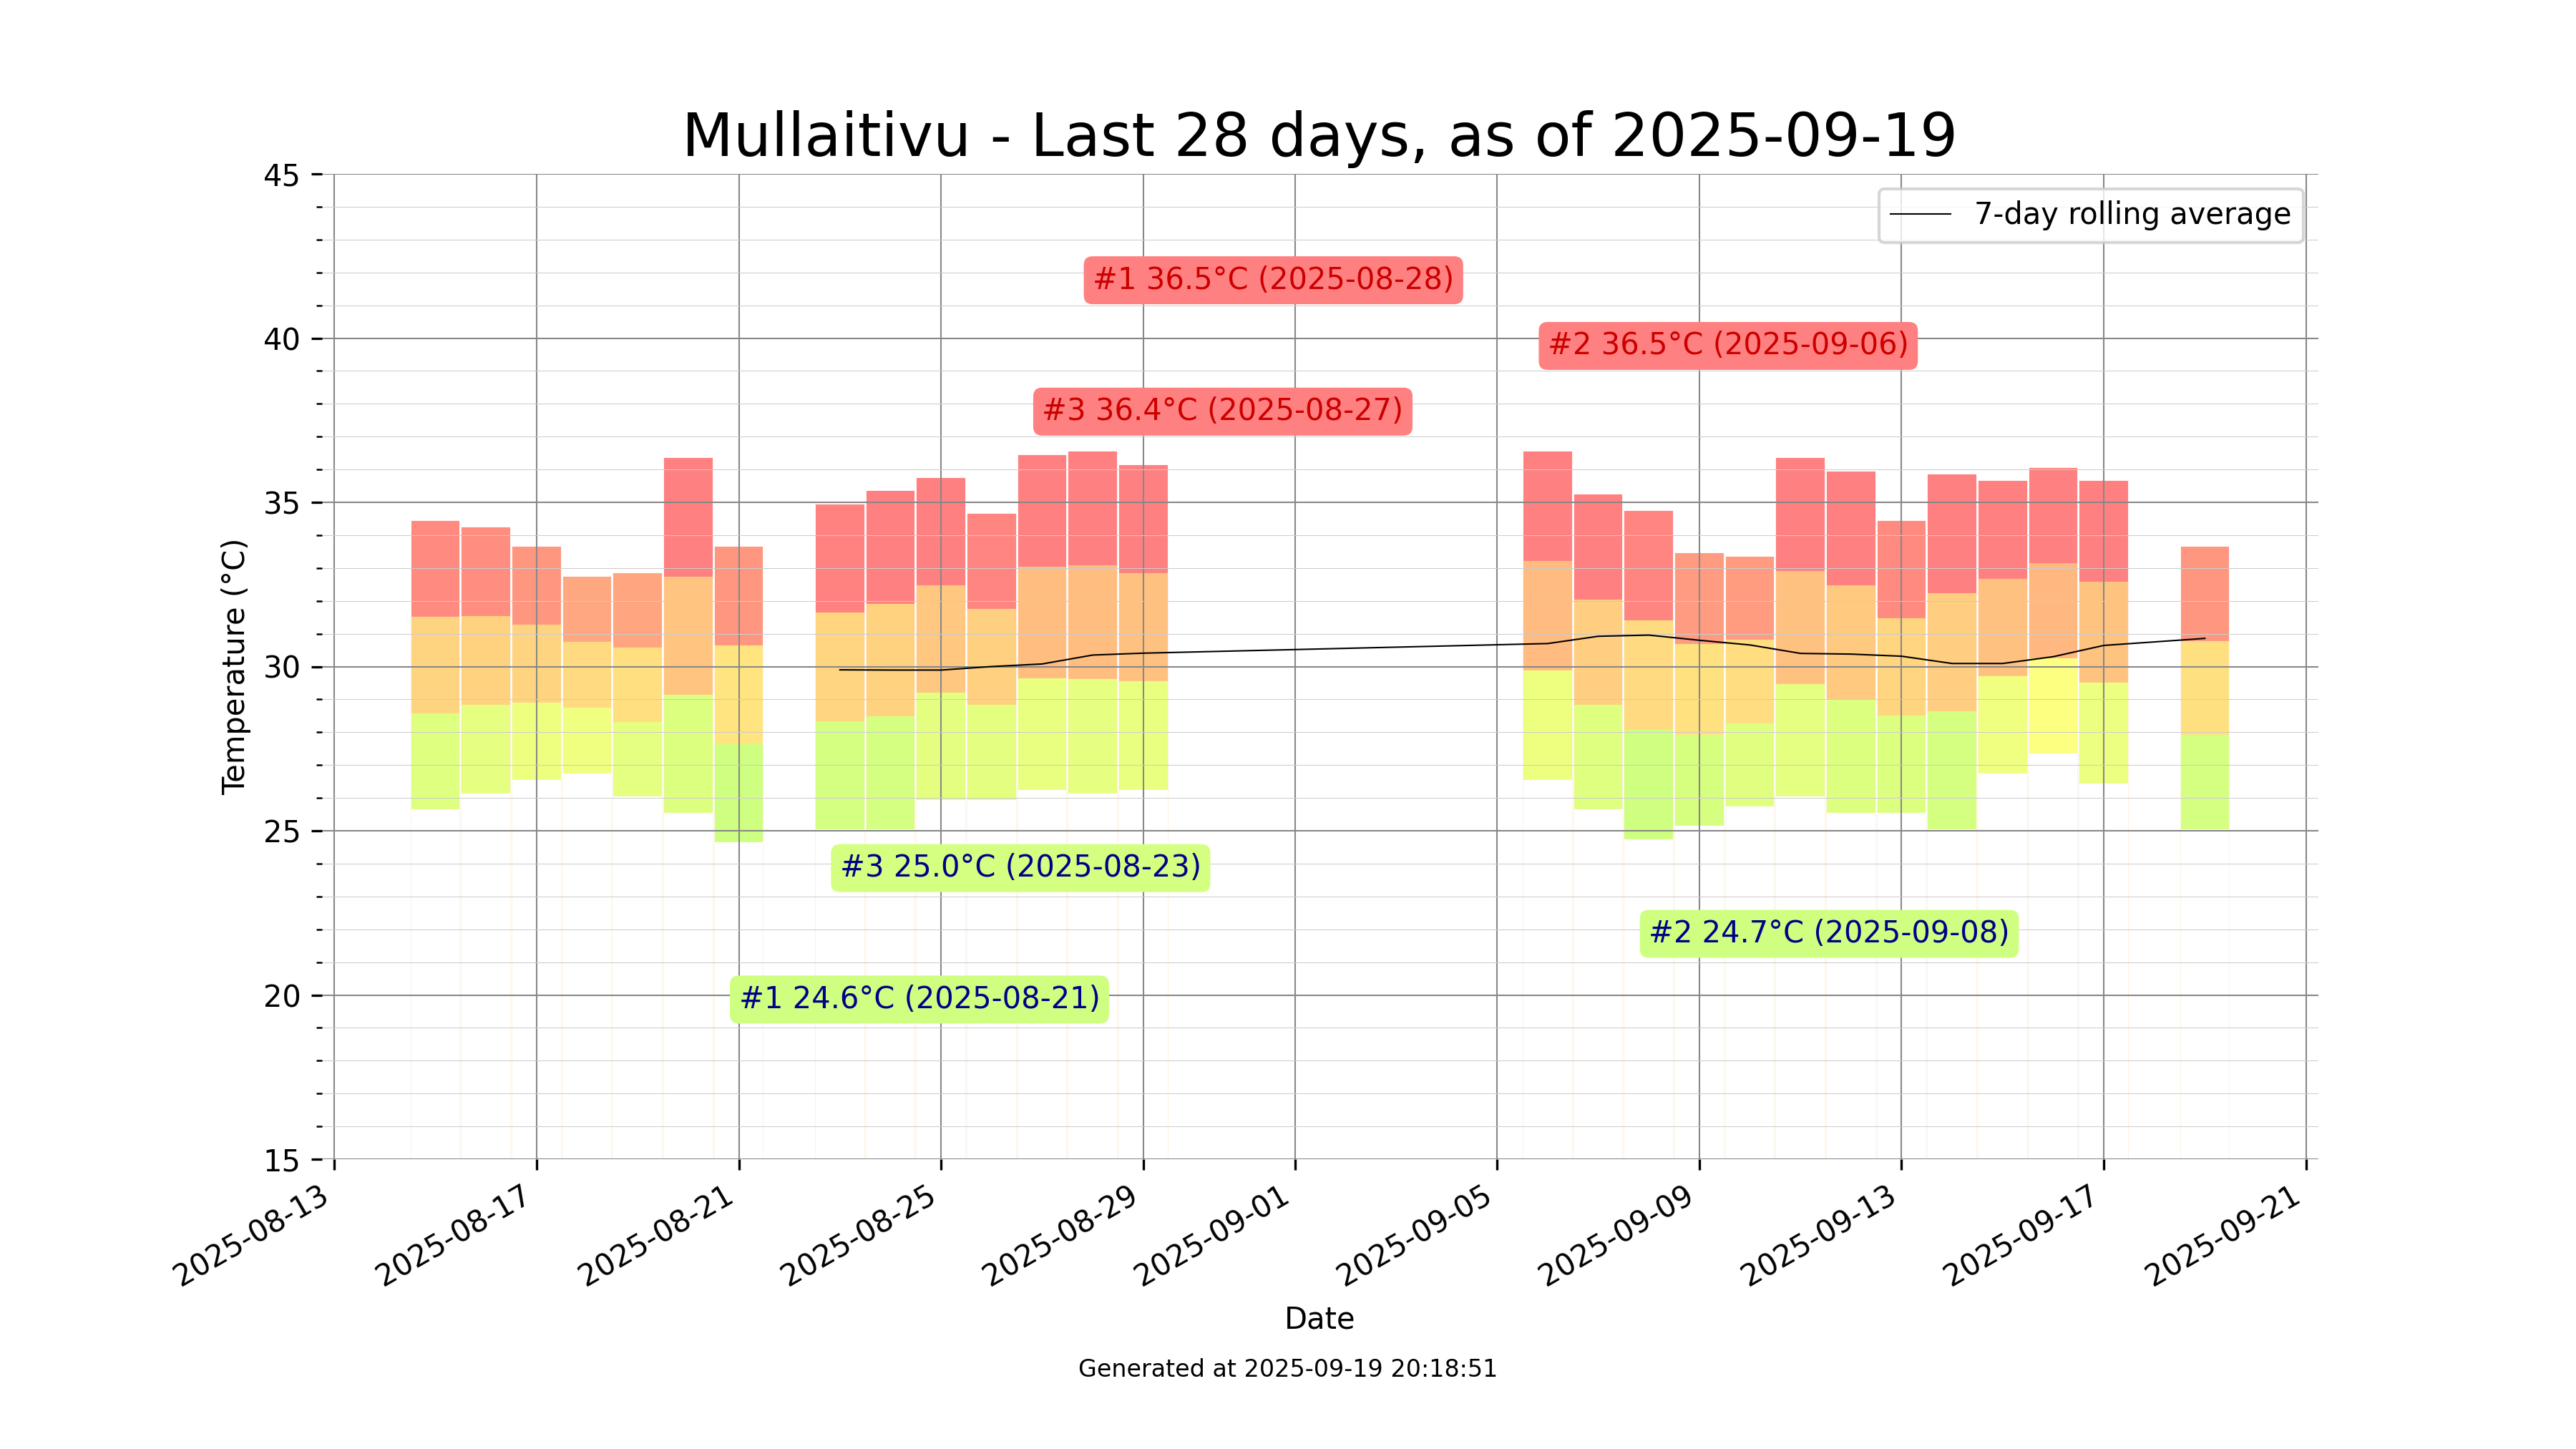 Mullaitivu - Last 28 days, as of 2025-09-19
7-day rolling average
45
40
35
30
25
20
15
Temperature (°C)
#1 36.5°C (2025-08-28)
#2 36.5°C (2025-09-06)
#3 36.4°C (2025-08-27)
#3 25.0°C (2025-08-23)
#2 24.7°C (2025-09-08)
#1 24.6°C (2025-08-21)
2025-08-13
2025-08-17
2025-08-21
2025-08-25
2025-08-29
2025-09-01
2025-09-05
2025-09-09
2025-09-13
2025-09-17
2025-09-21
Date
Generated at 2025-09-19 20:18:51